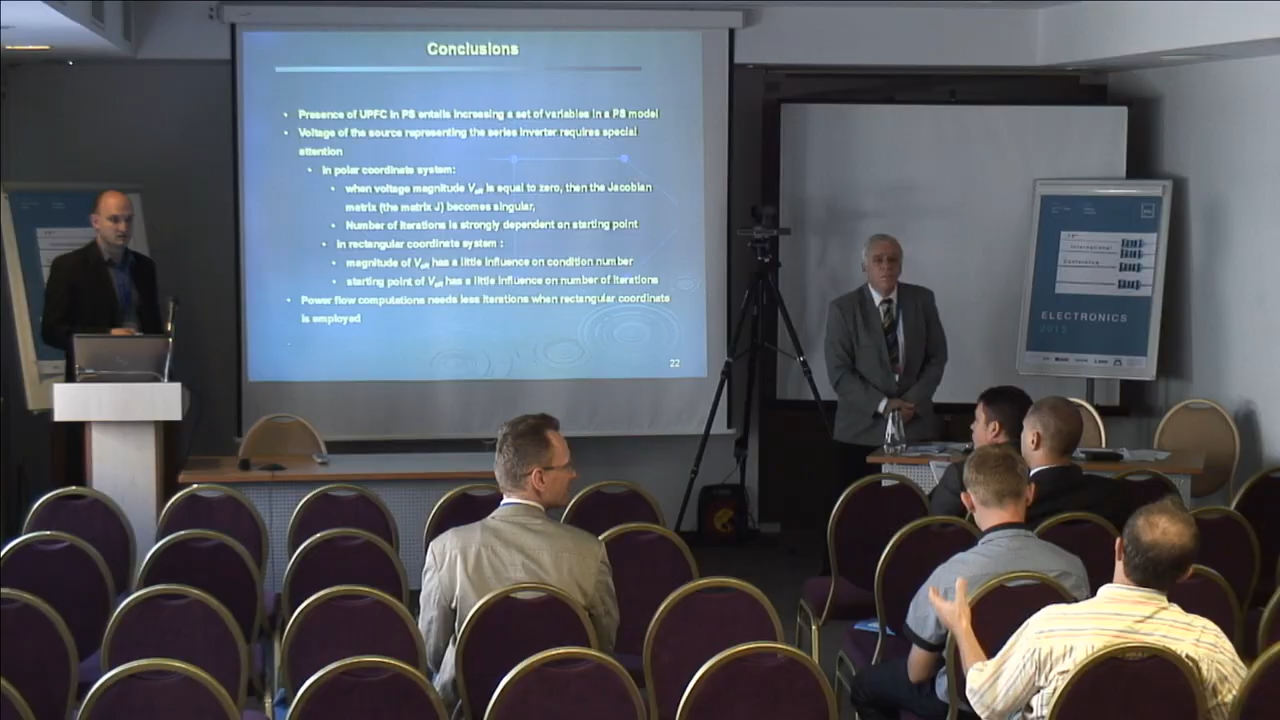 Conclusions
• Presence of UPFC in PS entails increasing a set of variables in a PS model
• Voltage of the source representing the series inverter requires special
attention
• In polar coordinate system:
• when voltage magnitude is equal to zero, then the Jacobian
matrix (the matrix J) becomes singular,
• Number of iterations is strongly dependent on starting point
• In rectangular coordinate system :
• magnitude of has a little influence on condition number
• starting point of has a little influence on number of iterations
• Power flow computations needs less iterations when rectangular coordinate
is employed
22
International
Conference
ELECTRONICS